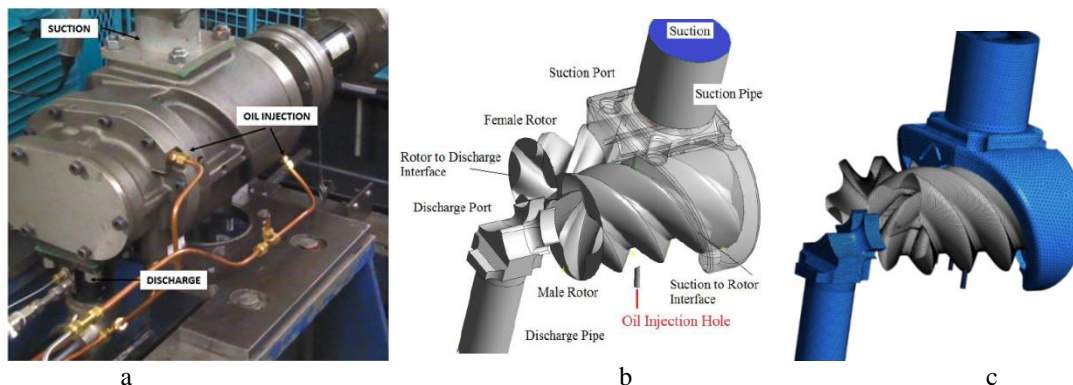 SUCTION
OIL INJECTION
DISCHARGE
a
Suction
Suction Port
Suction Pipe
Female Rotor
Rotor to Discharge
Interface
Discharge Port
Male Rotor
Suction to Rotor
Interface
Oil Injection Hole
Discharge Pipe
b
c